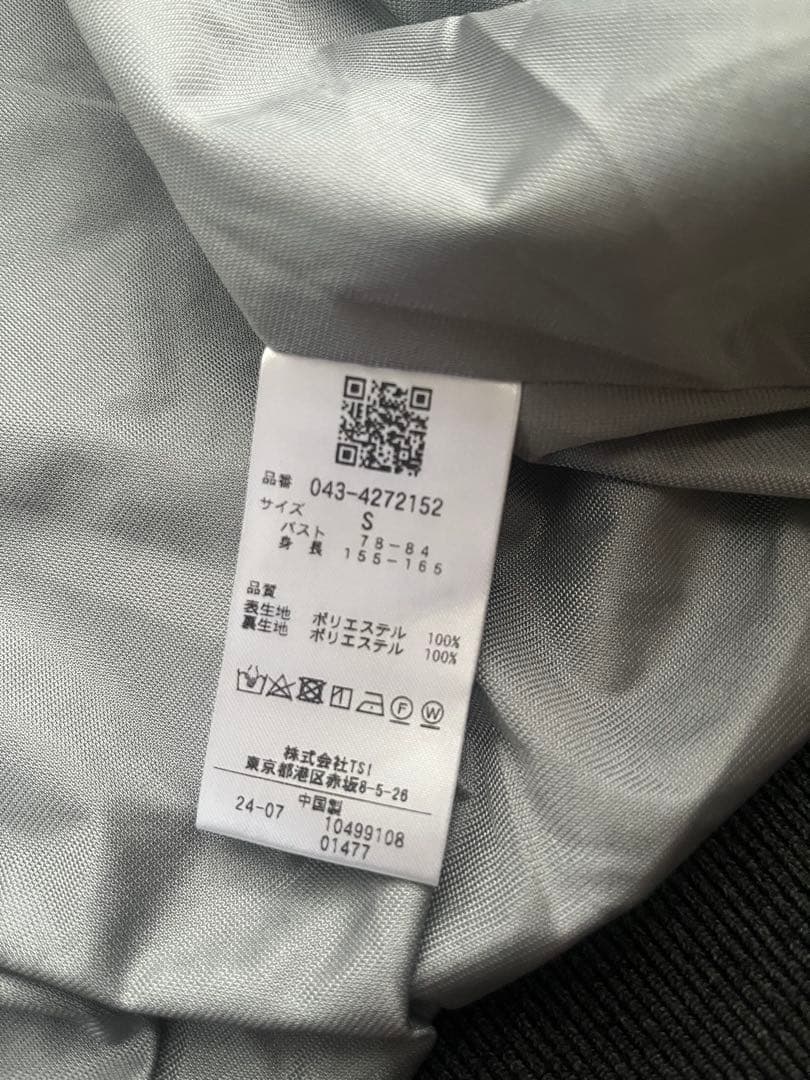 品番 043-4272152
サイズ S
バスト 78-84
身長 155-165
品質
表生地 ポリエステル 100%
裏生地 ポリエステル 100%
F W
株式会社TSI
東京都港区赤坂8-5-26
中国製
24-07 10499108
01477